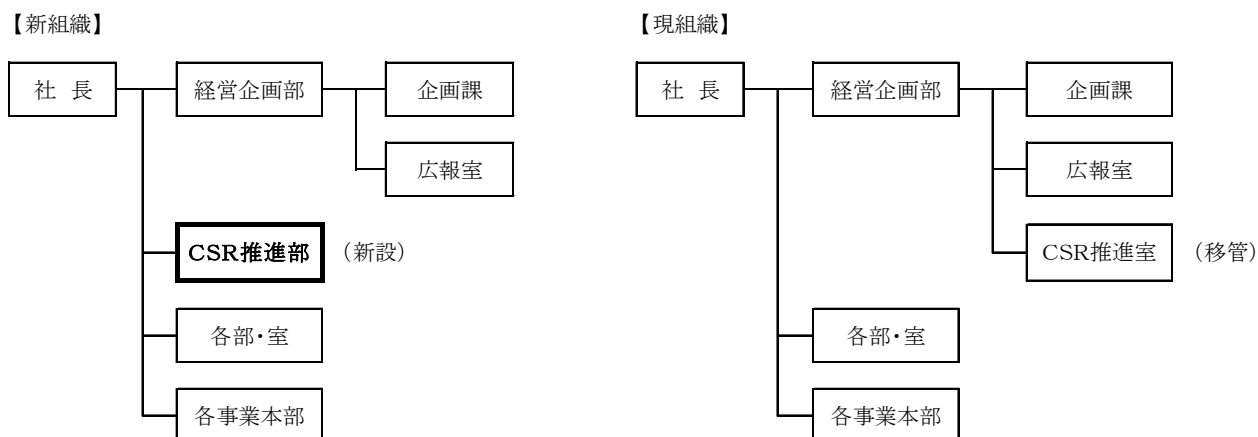 【新組織】
社 長
経営企画部
企画課
広報室
CSR推進部
（新設）
各部･室
各事業本部
【現組織】
社 長
経営企画部
企画課
広報室
CSR推進室
（移管）
各部･室
各事業本部